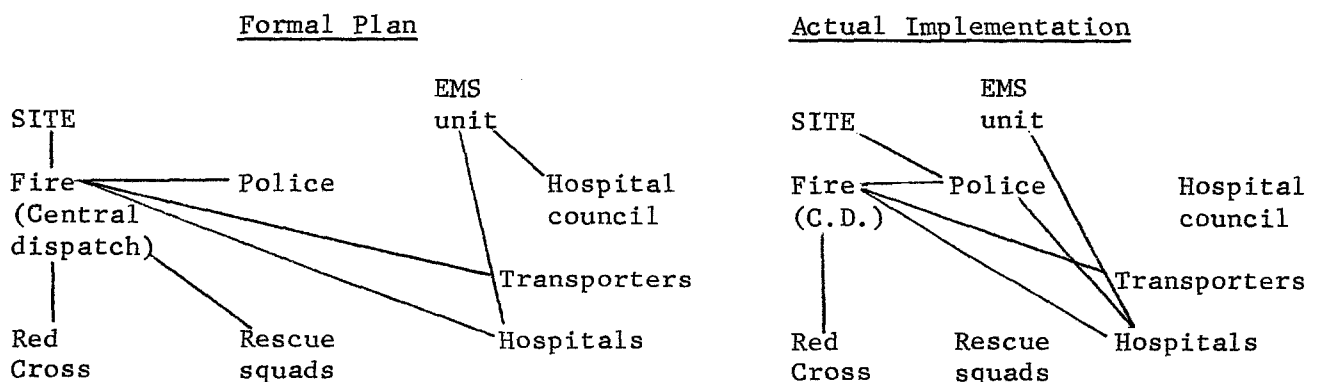 Formal Plan
EMS
SITE
unit
Fire
Police
Hospital
(Central
council
dispatch)
Transporters
Red
Rescue
Hospitals
Cross
squads
Actual Implementation
EMS
SITE
unit
Fire
Police
Hospital
(C.D.)
council
Transporters
Red
Rescue
Hospitals
Cross
squads